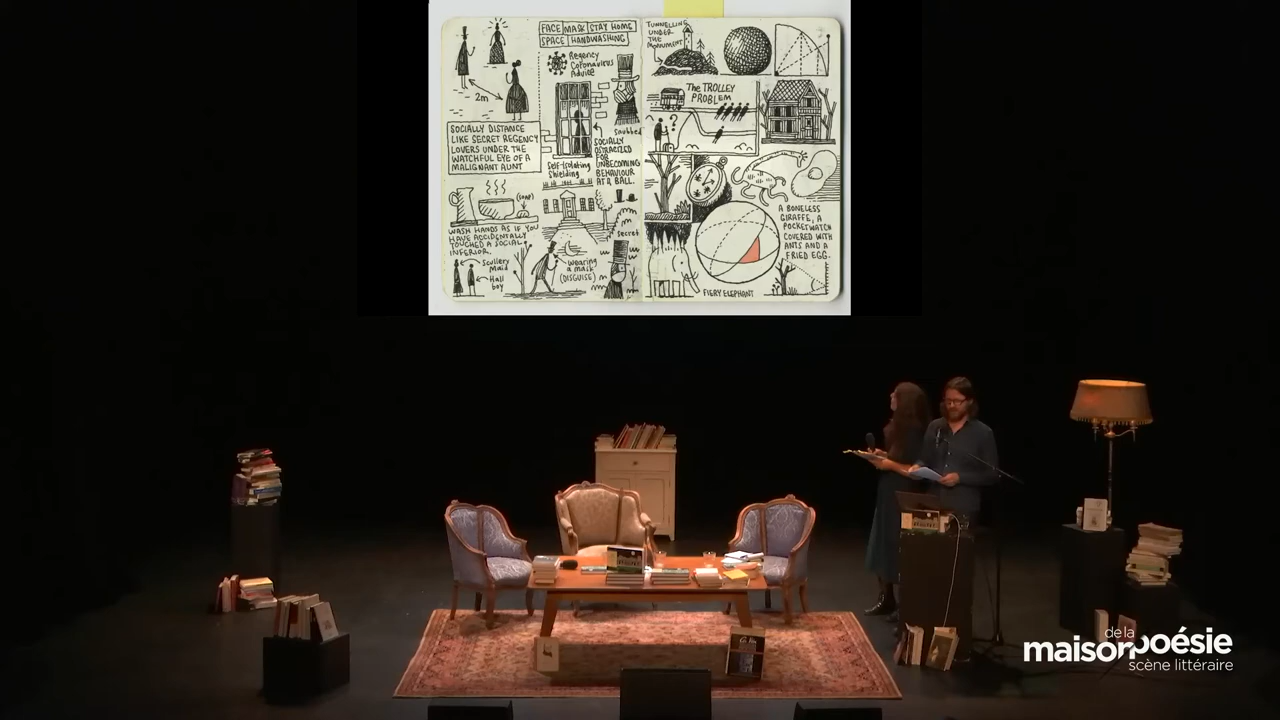 FACE MASK STAY HOME
SPACE HANDWASHING
Regency
Coronavirus
Advice
2m
SOCIALLY DISTANCE
LIKE SECRET REGENCY
LOVERS UNDER THE
WATCHFUL EYE OF A
MALIGNANT AUNT
Snubbed
SOCIALLY
OSTRACIZED
FOR
UNBECOMING
BEHAVIOUR
AT A BALL.
Self-Isolating
Shielding
(SOAP)
WASH HANDS AS IF YOU
HAVE ACCIDENTALLY
TOUCHED A SOCIAL
INFERIOR.
Scullery
Maid
Hall
boy
wearing
a mask
(DISGUISE)
Secret
TUNNELLING
UNDER
THE
MONUMENT
The TROLLEY
PROBLEM
?
A BONELESS
GIRAFFE, A
POCKETWATCH
COVERED WITH
ANTS AND A
FRIED EGG.
FIERY ELEPHANT
maison de la poésie
scène littéraire